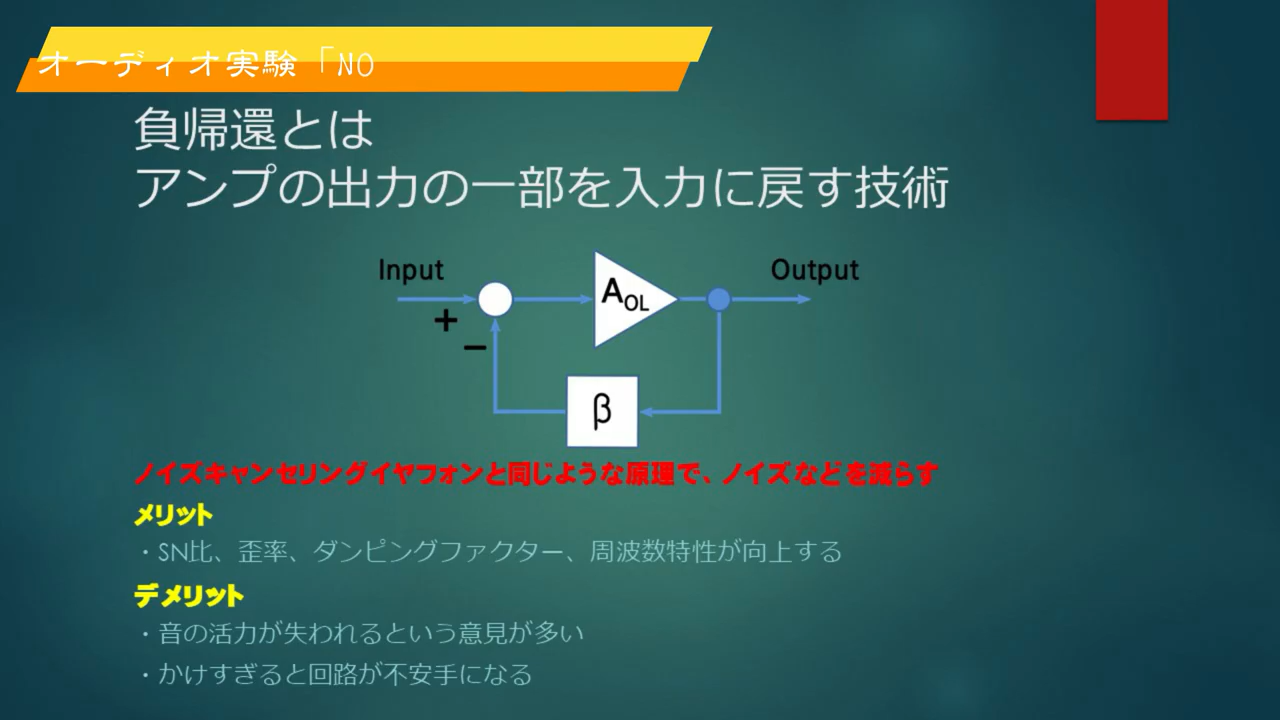 オーディオ実験「NO
負帰還とは
アンプの出力の一部を入力に戻す技術
Input
Output
AOL
+
−
β
ノイズキャンセリングイヤフォンと同じような原理で、ノイズなどを減らす
メリット
・SN比、歪率、ダンピングファクター、周波数特性が向上する
デメリット
・音の活力が失われるという意見が多い
・かけすぎると回路が不安手になる